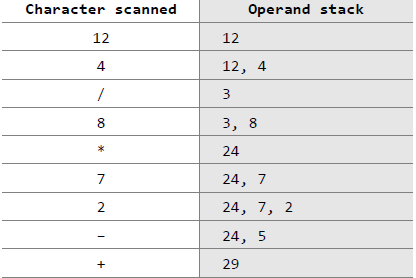 Character scanned Operand stack
12 12
4 12, 4
/ 3
8 3, 8
* 24
7 24, 7
2 24, 7, 2
– 24, 5
+ 29